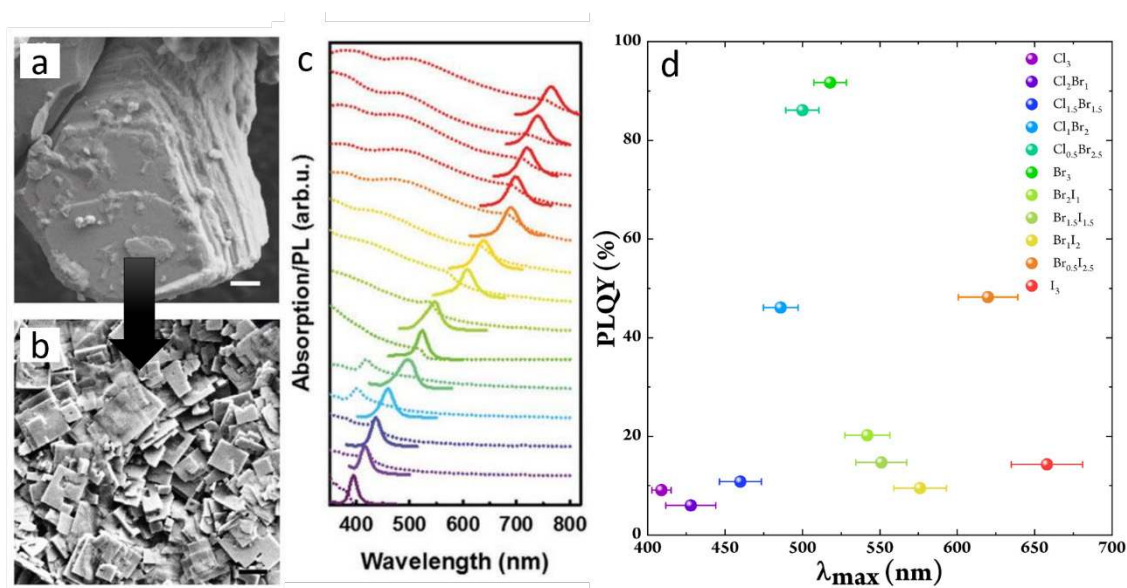 a
b
c
Absorption/PL (arb.u.)
400 500 600 700 800
Wavelength (nm)
d
PLQY (%)
100
80
60
40
20
0
400 450 500 550 600 650 700
λmax (nm)
Cl₃
Cl₂Br₁
Cl₁.₅Br₁.₅
Cl₁Br₂
Cl₀.₅Br₂.₅
Br₃
Br₂I₁
Br₁.₅I₁.₅
Br₁I₂
Br₀.₅I₂.₅
I₃